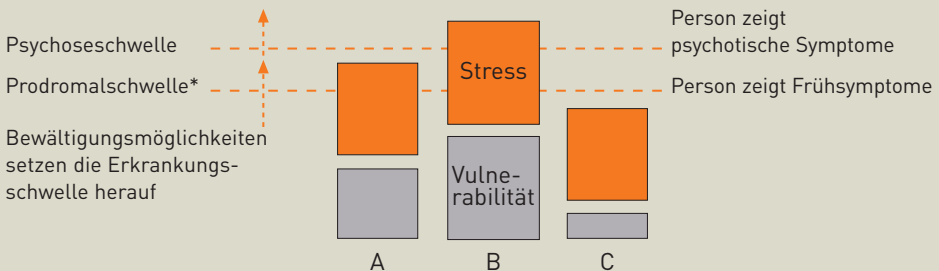 Psychoseschwelle
Prodromalschwelle*
Bewältigungsmöglichkeiten
setzen die Erkrankungs-
schwelle herauf
Stress
Vulne-
rabilität
Person zeigt
psychotische Symptome
Person zeigt Frühsymptome
A
B
C